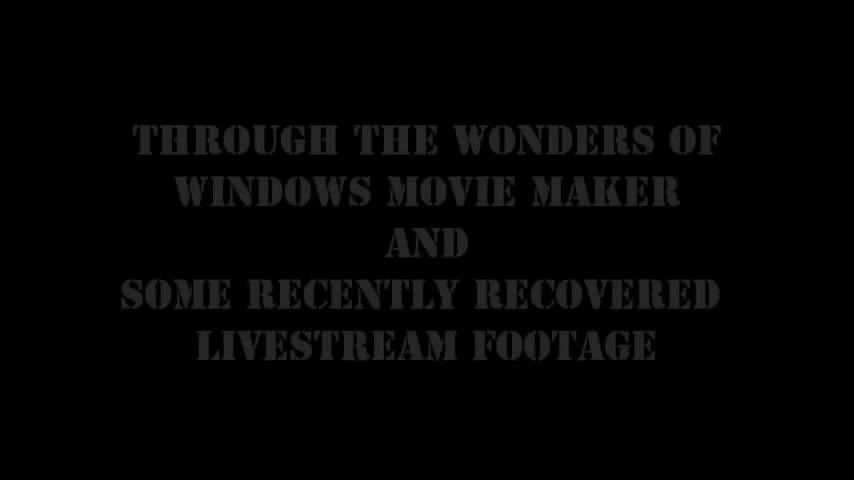 THROUGH THE WONDERS OF
WINDOWS MOVIE MAKER
AND
SOME RECENTLY RECOVERED
LIVESTREAM FOOTAGE